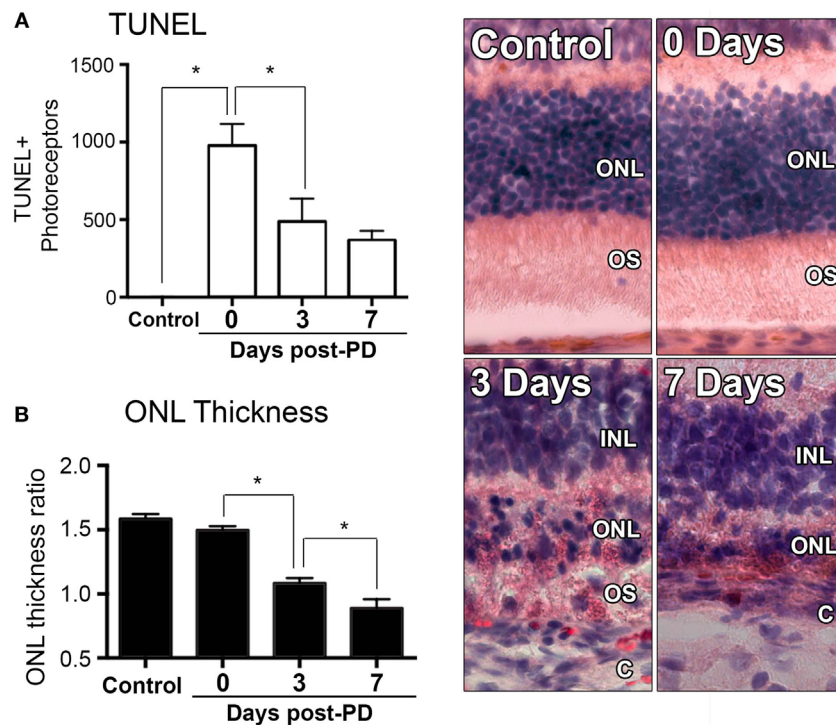 A
TUNEL
TUNEL+
Photoreceptors
1500
1000
500
0
*
*
Control
0
3
7
Days post-PD
B
ONL Thickness
ONL thickness ratio
2.0
1.5
1.0
0.5
*
*
Control
0
3
7
Days post-PD
Control
ONL
OS
0 Days
ONL
OS
3 Days
INL
ONL
OS
C
7 Days
INL
ONL
C